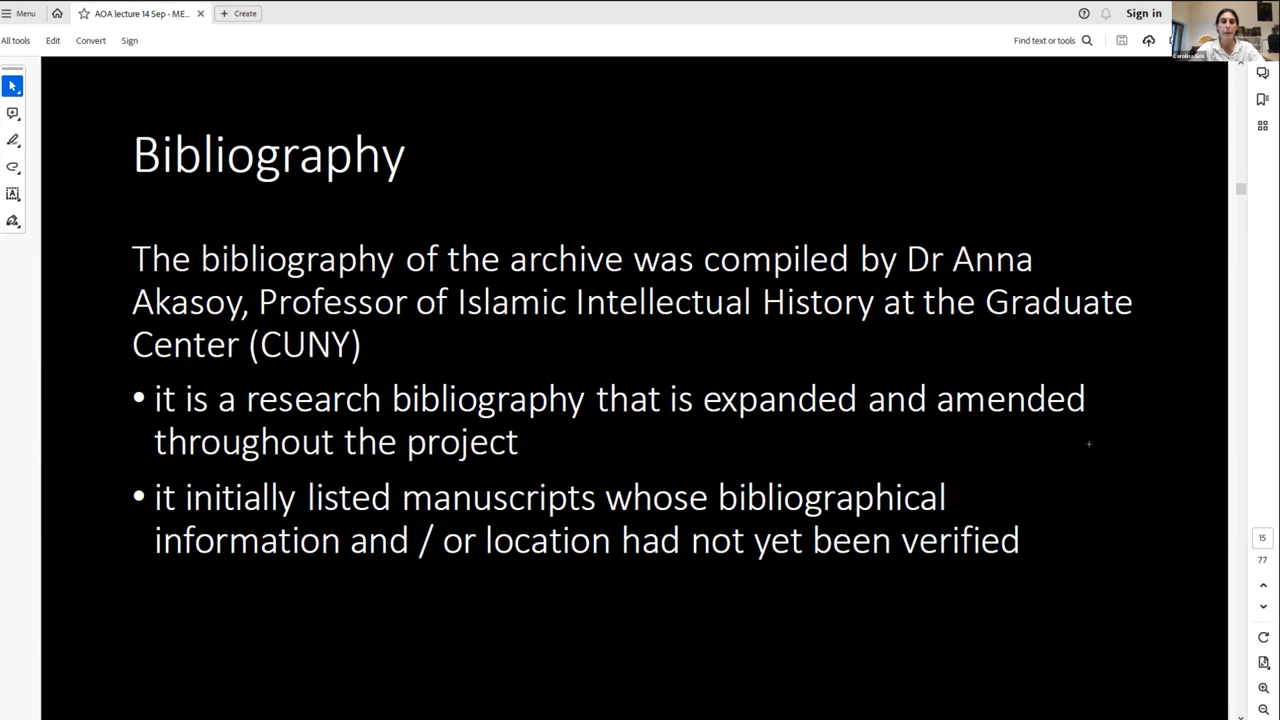 Menu
AOA lecture 14 Sep - ME...
Create
Sign in
All tools
Edit
Convert
Sign
Find text or tools
Bibliography
The bibliography of the archive was compiled by Dr Anna
Akasoy, Professor of Islamic Intellectual History at the Graduate
Center (CUNY)
• it is a research bibliography that is expanded and amended
throughout the project
• it initially listed manuscripts whose bibliographical
information and / or location had not yet been verified
15
77